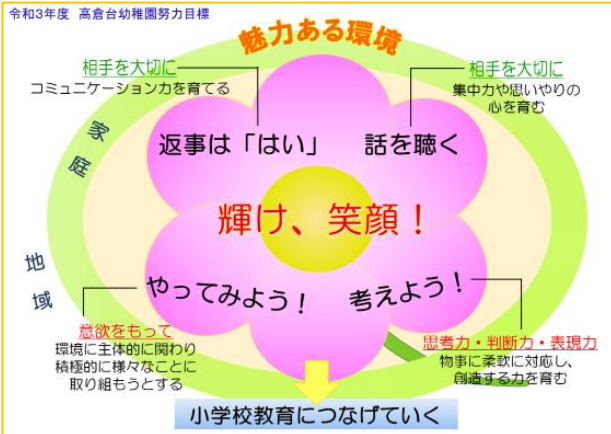 令和3年度 高倉台幼稚園努力目標
魅力ある環境
相手を大切に
コミュニケーション力を育てる
相手を大切に
集中力や思いやりの
心を育む
家庭
返事は「はい」
話を聴く
輝け、笑顔！
地域
やってみよう！
考えよう！
意欲をもって
環境に主体的に関わり
積極的に様々なことに
取り組もうとする
思考力・判断力・表現力
物事に柔軟に対応し、
創造する力を育む
小学校教育につなげていく